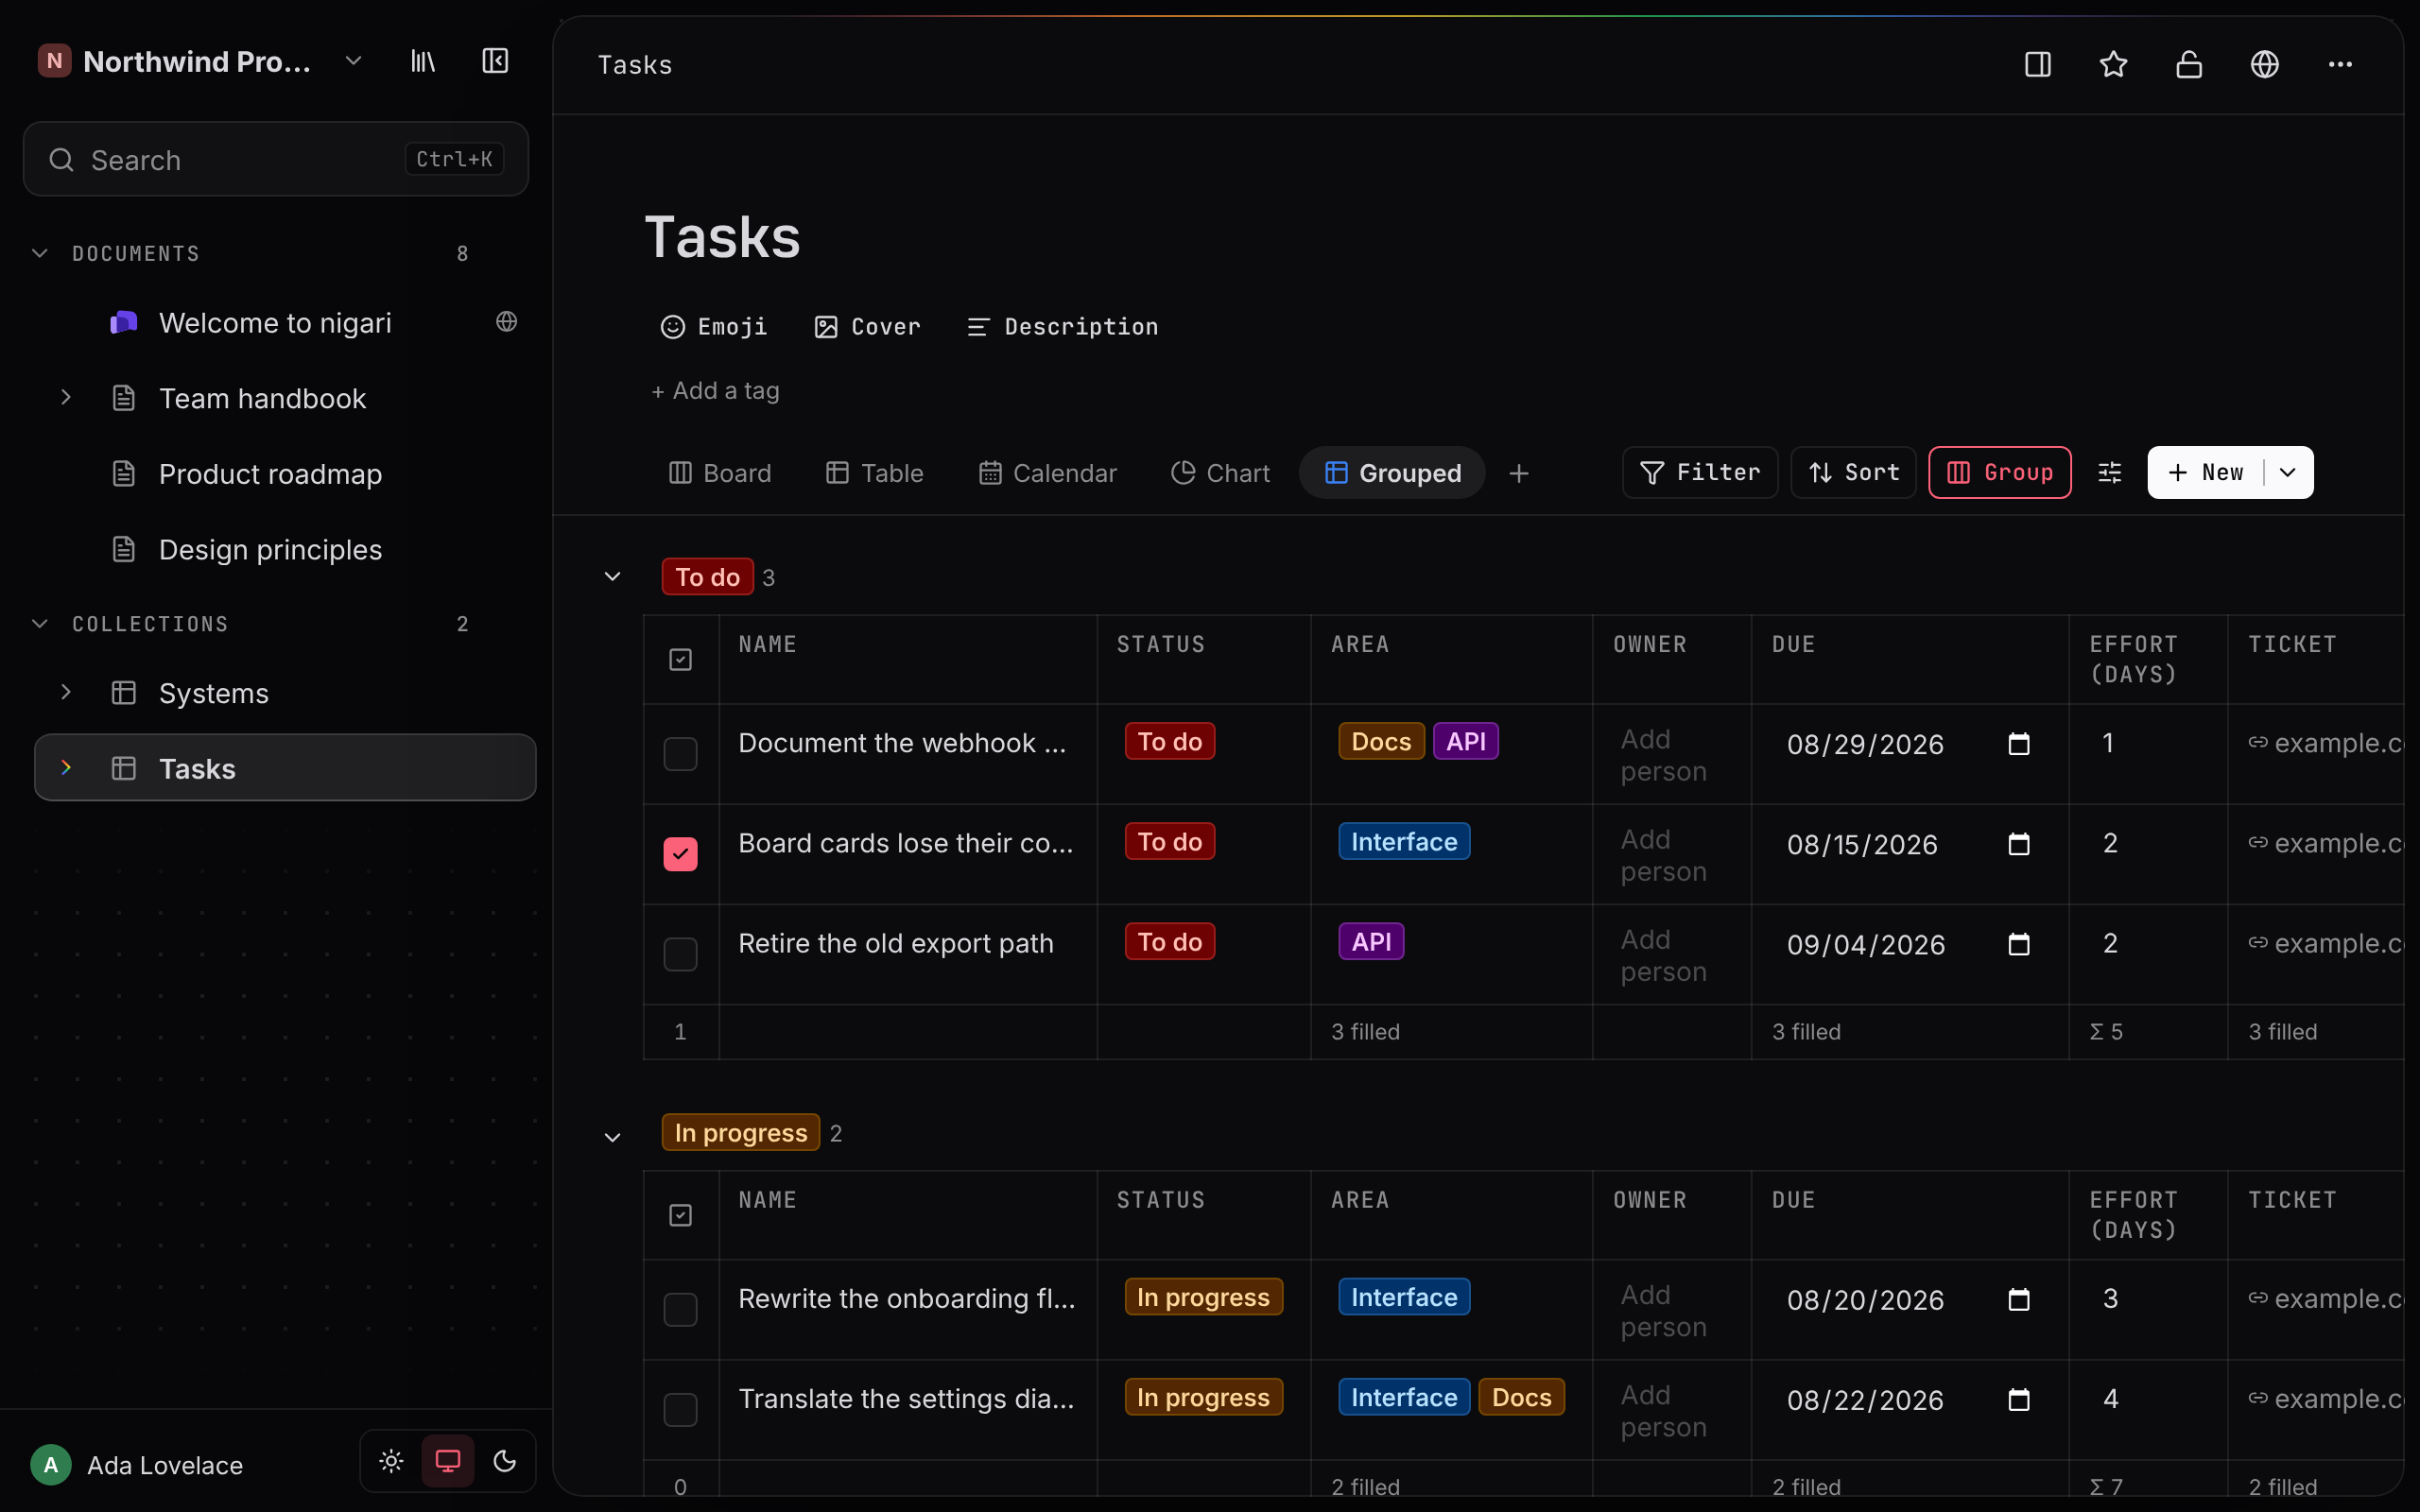 N Northwind Pro...
Search Ctrl+K
DOCUMENTS 8
Welcome to nigari
Team handbook
Product roadmap
Design principles
COLLECTIONS 2
Systems
Tasks
A Ada Lovelace
Tasks
Tasks
Emoji Cover Description
+ Add a tag
Board Table Calendar Chart Grouped + Filter Sort Group + New
To do 3
NAME STATUS AREA OWNER DUE EFFORT (DAYS) TICKET
Document the webhook ... To do Docs API Add person 08/29/2026 1 example.c
Board cards lose their co... To do Interface Add person 08/15/2026 2 example.c
Retire the old export path To do API Add person 09/04/2026 2 example.c
1 3 filled 3 filled Σ 5 3 filled
In progress 2
NAME STATUS AREA OWNER DUE EFFORT (DAYS) TICKET
Rewrite the onboarding fl... In progress Interface Add person 08/20/2026 3 example.c
Translate the settings dia... In progress Interface Docs Add person 08/22/2026 4 example.c
0 2 filled 2 filled Σ 7 2 filled